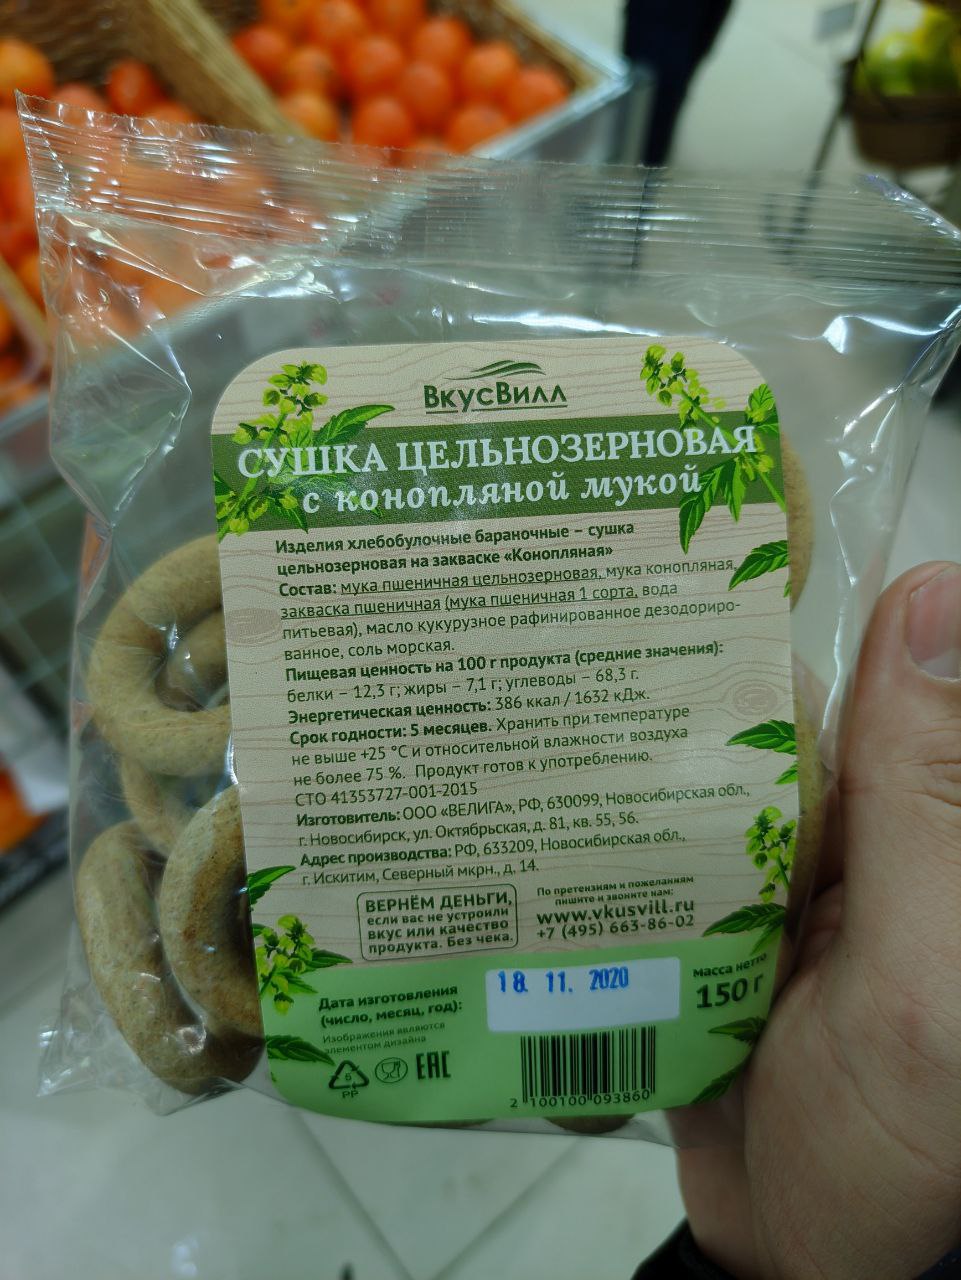 ВкусВилл
СУШКА ЦЕЛЬНОЗЕРНОВАЯ
с конопляной мукой
Изделия хлебобулочные бараночные – сушка
цельнозерновая на закваске «Конопляная»
Состав: мука пшеничная цельнозерновая, мука конопляная,
закваска пшеничная (мука пшеничная 1 сорта, вода
питьевая), масло кукурузное рафинированное дезодориро-
ванное, соль морская.
Пищевая ценность на 100 г продукта (средние значения):
белки – 12,3 г; жиры – 7,1 г; углеводы – 68,3 г.
Энергетическая ценность: 386 ккал / 1632 кДж.
Срок годности: 5 месяцев. Хранить при температуре
не выше +25 °С и относительной влажности воздуха
не более 75 %. Продукт готов к употреблению.
СТО 41353727-001-2015
Изготовитель: ООО «ВЕЛИГА», РФ, 630099, Новосибирская обл.,
г. Новосибирск, ул. Октябрьская, д. 81, кв. 55, 56.
Адрес производства: РФ, 633209, Новосибирская обл.,
г. Искитим, Северный мкрн., д. 14.
ВЕРНЁМ ДЕНЬГИ,
если вас не устроили
вкус или качество
продукта. Без чека.
По претензиям и пожеланиям
пишите и звоните нам:
www.vkusvill.ru
+7 (495) 663-86-02
Дата изготовления
(число, месяц, год):
18. 11. 2020
Масса нетто
150 г
Изображения являются
элементом дизайна
5
PP
EAC
2 100100 093860